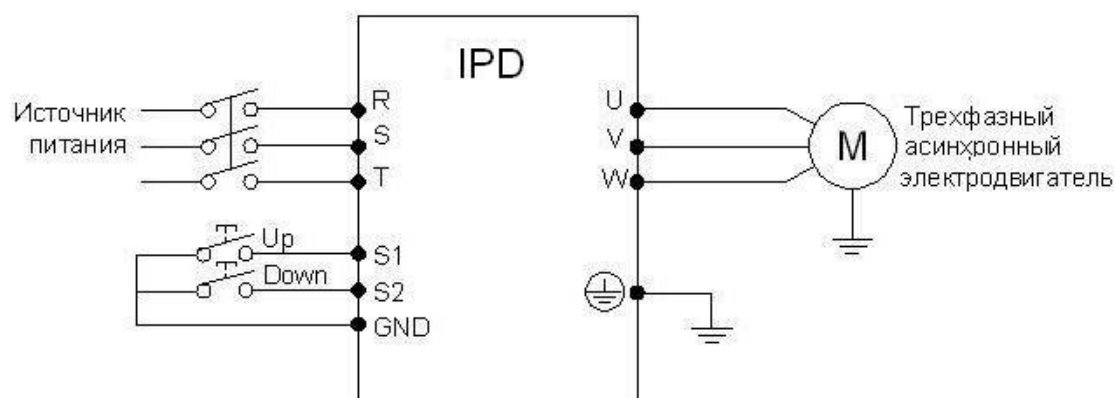 IPD
Источник
питания
R
S
T
Up
S1
Down
S2
GND
U
V
W
M
Трехфазный
асинхронный
электродвигатель